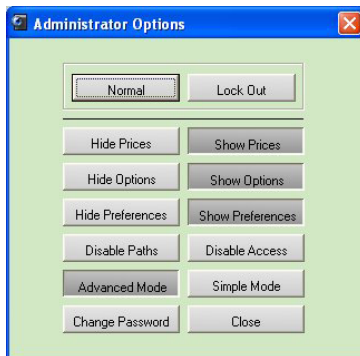 Administrator Options
Normal Lock Out
Hide Prices Show Prices
Hide Options Show Options
Hide Preferences Show Preferences
Disable Paths Disable Access
Advanced Mode Simple Mode
Change Password Close